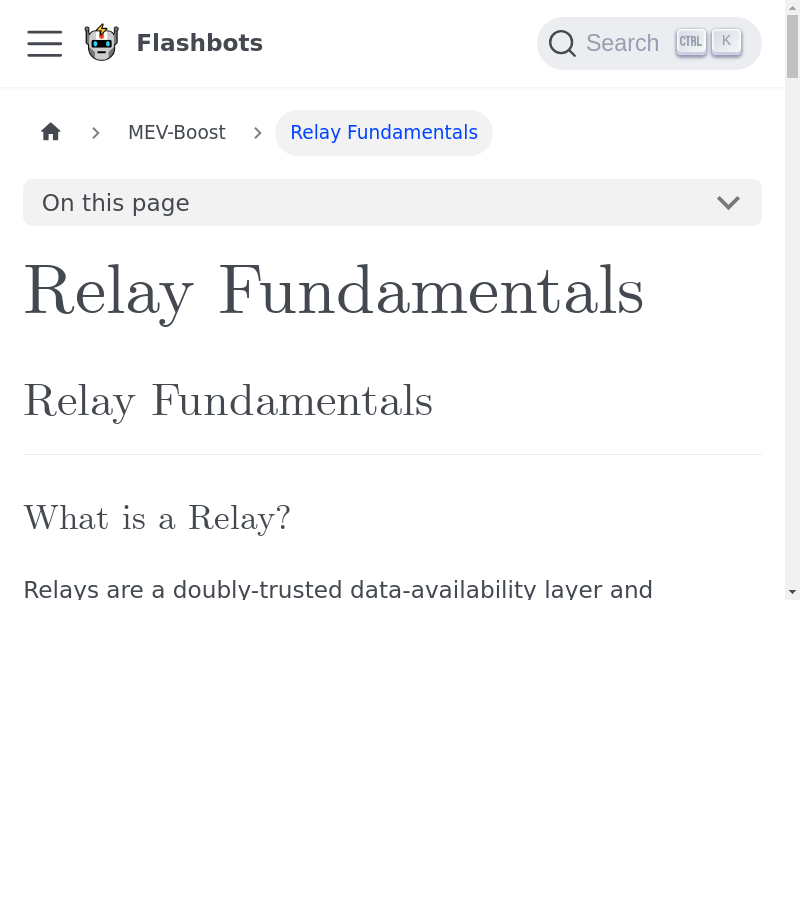 Flashbots
Search CTRL K
MEV-Boost Relay Fundamentals
On this page
Relay Fundamentals
Relay Fundamentals
What is a Relay?
Relays are a doubly-trusted data-availability layer and